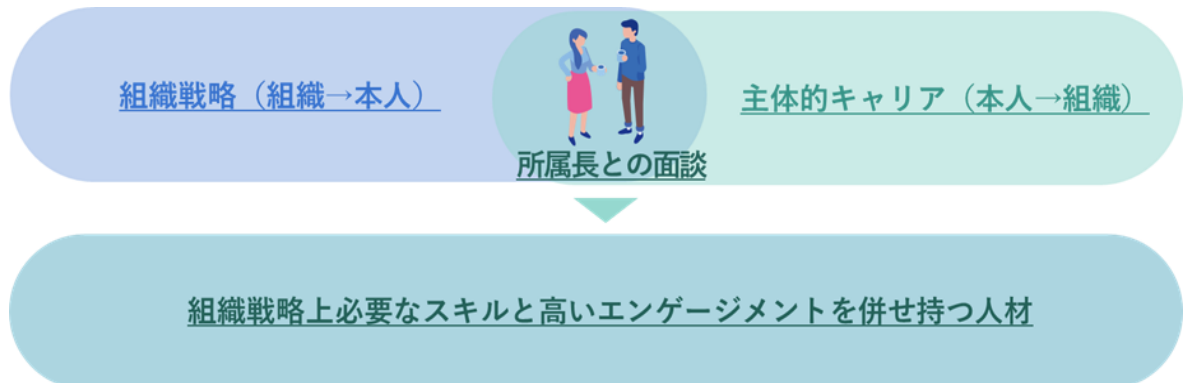 組織戦略（組織→本人）
主体的キャリア（本人→組織）
所属長との面談
組織戦略上必要なスキルと高いエンゲージメントを併せ持つ人材